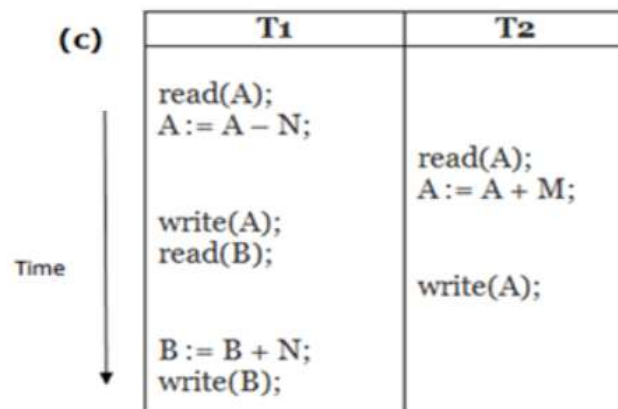 (c)
T1 T2
read(A);
A := A – N;
read(A);
A := A + M;
write(A);
read(B);
Time
write(A);
B := B + N;
write(B);